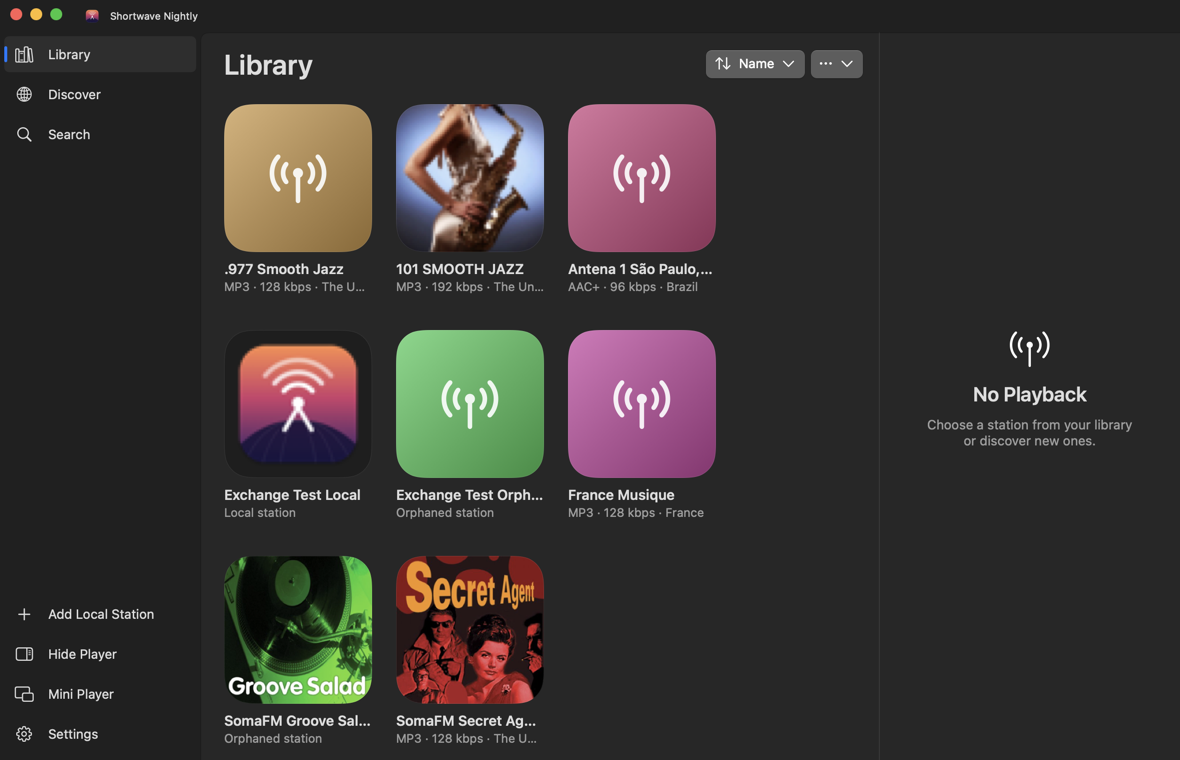 Shortwave Nightly
Library
Discover
Search
Add Local Station
Hide Player
Mini Player
Settings
Library
Name
.977 Smooth Jazz
MP3 · 128 kbps · The U...
101 SMOOTH JAZZ
MP3 · 192 kbps · The Un...
Antena 1 São Paulo,...
AAC+ · 96 kbps · Brazil
Exchange Test Local
Local station
Exchange Test Orph...
Orphaned station
France Musique
MP3 · 128 kbps · France
Groove Salad
SomaFM Groove Sal...
Orphaned station
Secret Agent
SomaFM Secret Ag...
MP3 · 128 kbps · The U...
No Playback
Choose a station from your library
or discover new ones.